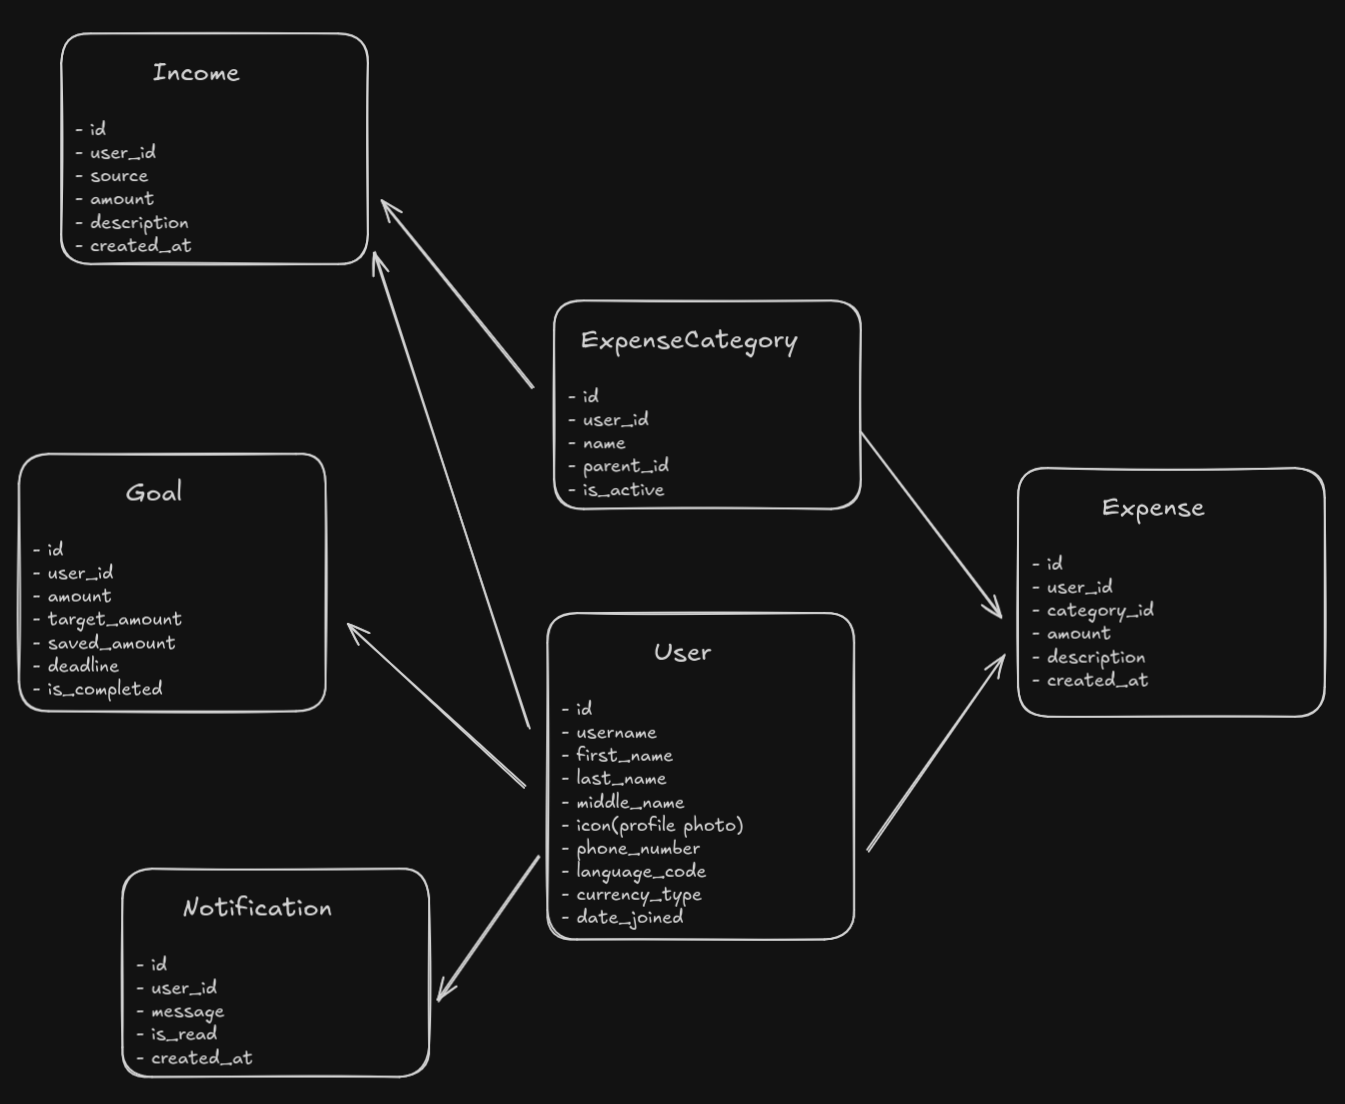 Income
- id
- user_id
- source
- amount
- description
- created_at
ExpenseCategory
- id
- user_id
- name
- parent_id
- is_active
Goal
- id
- user_id
- amount
- target_amount
- saved_amount
- deadline
- is_completed
Expense
- id
- user_id
- category_id
- amount
- description
- created_at
User
- id
- username
- first_name
- last_name
- middle_name
- icon(profile photo)
- phone_number
- language_code
- currency_type
- date_joined
Notification
- id
- user_id
- message
- is_read
- created_at